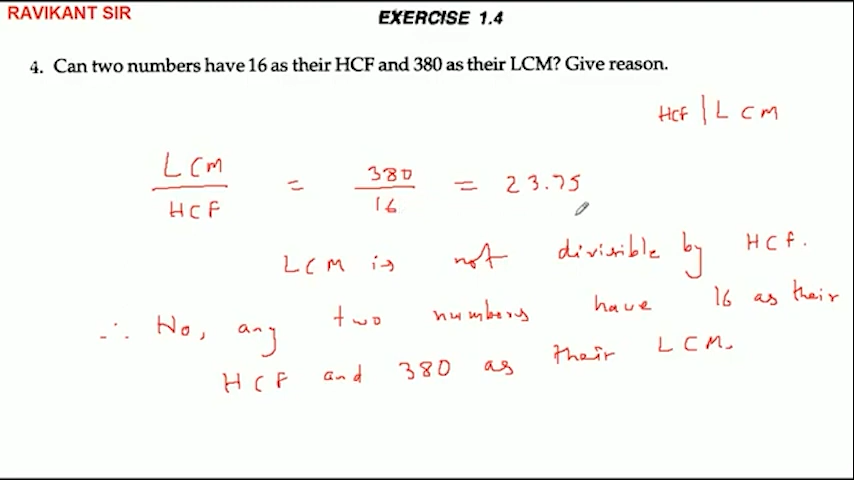 RAVIKANT SIR
EXERCISE 1.4
4. Can two numbers have 16 as their HCF and 380 as their LCM? Give reason.
HCF | LCM
LCM / HCF = 380 / 16 = 23.75
LCM is not divisible by HCF.
∴ No, any two numbers have 16 as their
HCF and 380 as their LCM.